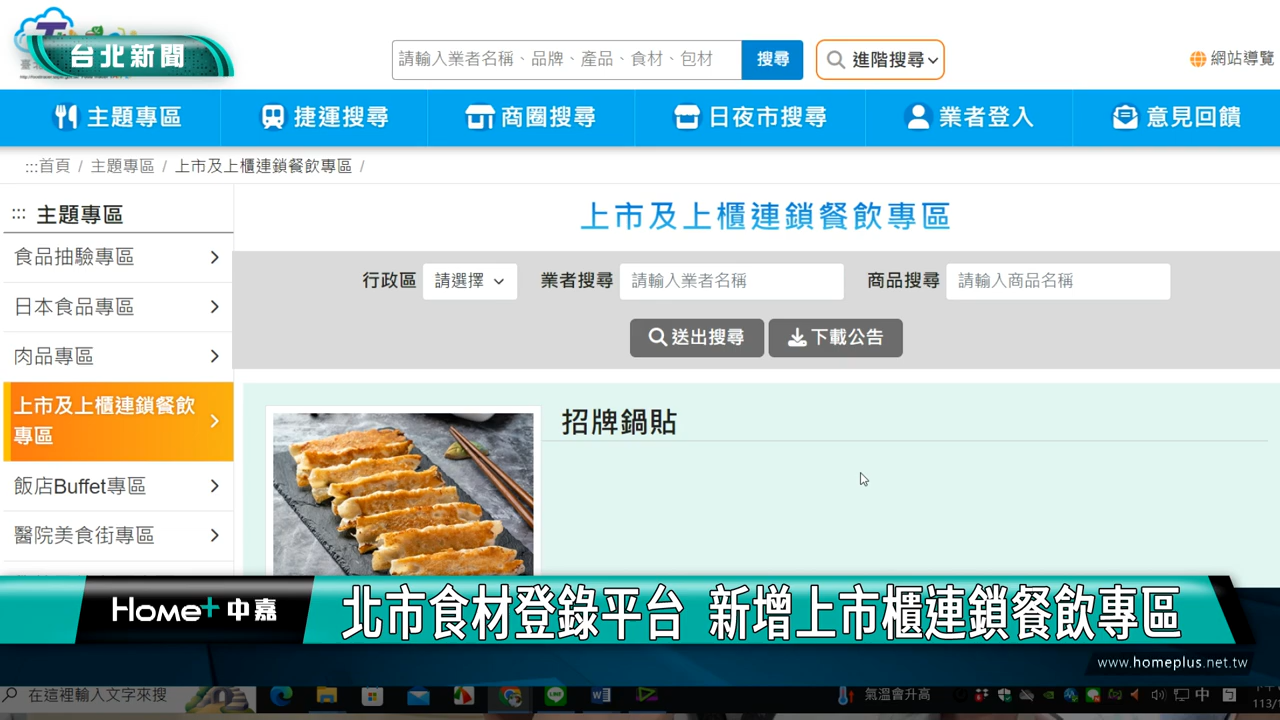 台北新聞
請輸入業者名稱、品牌、產品、食材、包材
搜尋
進階搜尋
網站導覽
主題專區
捷運搜尋
商圈搜尋
日夜市搜尋
業者登入
意見回饋
:::首頁 / 主題專區 / 上市及上櫃連鎖餐飲專區 /
::: 主題專區
食品抽驗專區
日本食品專區
肉品專區
上市及上櫃連鎖餐飲
專區
飯店Buffet專區
醫院美食街專區
上市及上櫃連鎖餐飲專區
行政區 請選擇 業者搜尋 請輸入業者名稱 商品搜尋 請輸入商品名稱
送出搜尋 下載公告
招牌鍋貼
Home+中嘉
北市食材登錄平台 新增上市櫃連鎖餐飲專區
www.homeplus.net.tw
在這裡輸入文字來搜
氣溫會升高
中